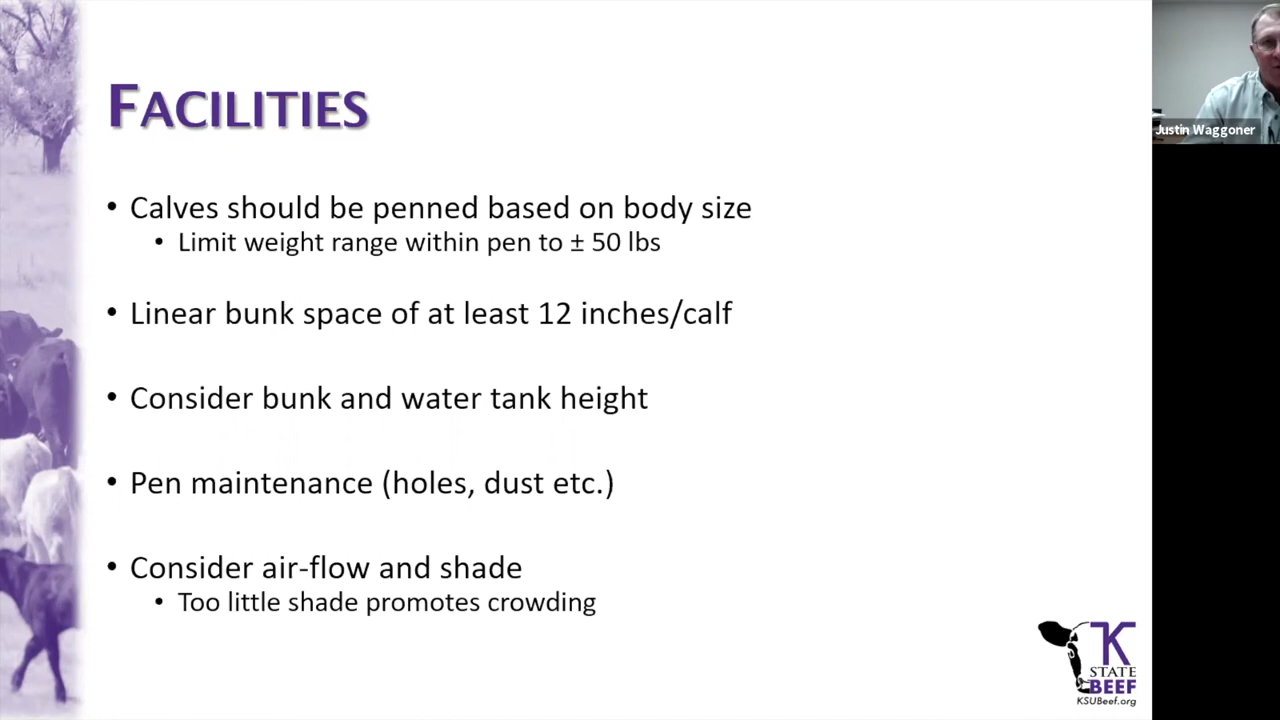 FACILITIES
• Calves should be penned based on body size
• Limit weight range within pen to ± 50 lbs
• Linear bunk space of at least 12 inches/calf
• Consider bunk and water tank height
• Pen maintenance (holes, dust etc.)
• Consider air-flow and shade
• Too little shade promotes crowding
Justin Waggoner
K
STATE
BEEF
KSUBeef.org